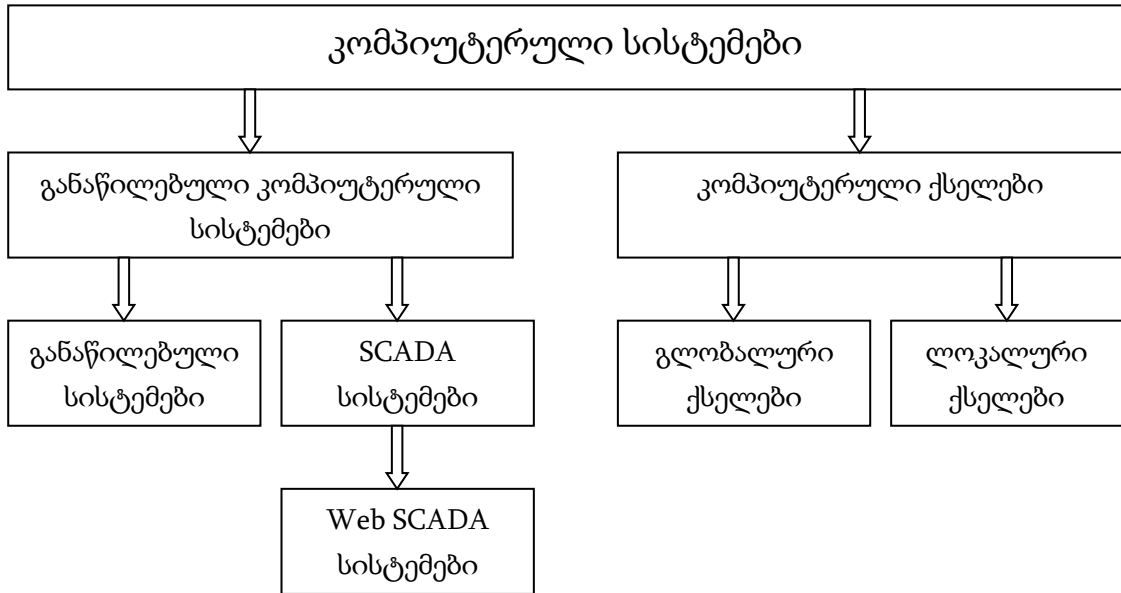 კომპიუტერული სისტემები
განაწილებული კომპიუტერული
სისტემები
კომპიუტერული ქსელები
განაწილებული
სისტემები
SCADA
სისტემები
გლობალური
ქსელები
ლოკალური
ქსელები
Web SCADA
სისტემები